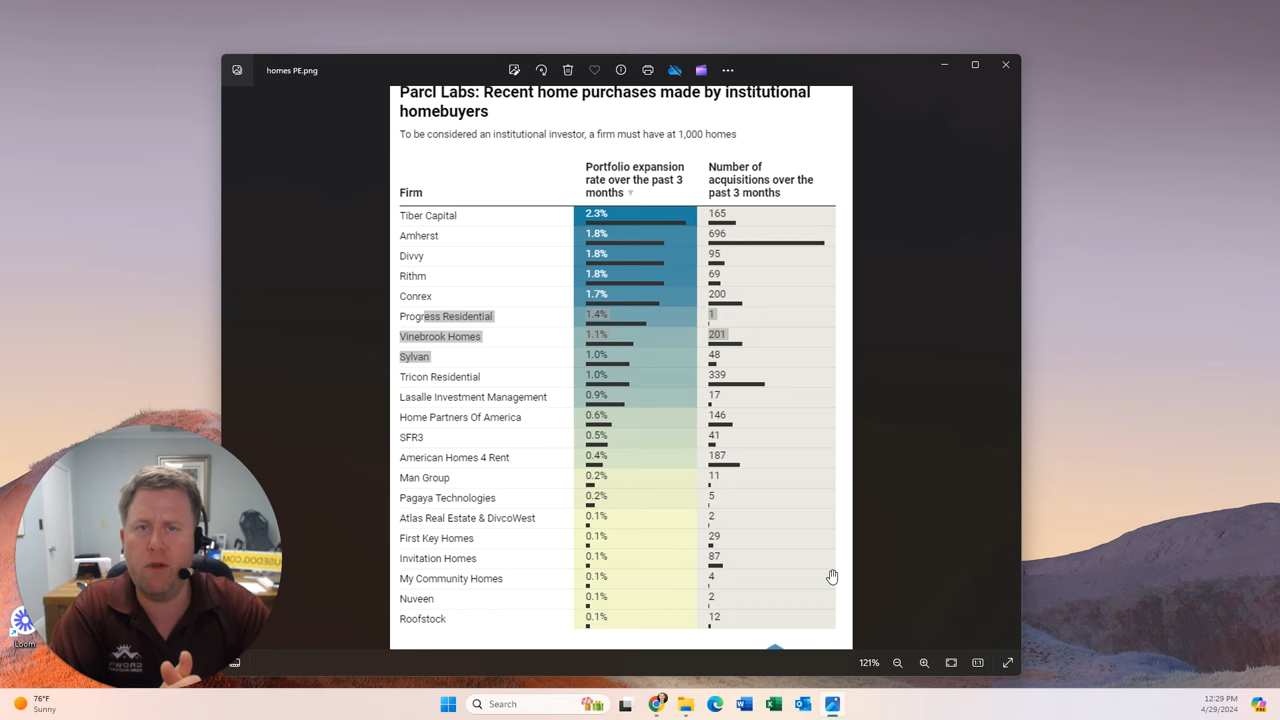 homes PE.png
Parcl Labs: Recent home purchases made by institutional
homebuyers
To be considered an institutional investor, a firm must have at 1,000 homes
Firm
Portfolio expansion
rate over the past 3
months
Number of
acquisitions over the
past 3 months
Tiber Capital 2.3% 165
Amherst 1.8% 696
Divvy 1.8% 95
Rithm 1.8% 69
Conrex 1.7% 200
Progress Residential 1.4% 1
Vinebrook Homes 1.1% 201
Sylvan 1.0% 48
Tricon Residential 1.0% 339
Lasalle Investment Management 0.9% 17
Home Partners Of America 0.6% 146
SFR3 0.5% 41
American Homes 4 Rent 0.4% 187
Man Group 0.2% 11
Pagaya Technologies 0.2% 5
Atlas Real Estate & DivcoWest 0.1% 2
First Key Homes 0.1% 29
Invitation Homes 0.1% 87
My Community Homes 0.1% 4
Nuveen 0.1% 2
Roofstock 0.1% 12
Loom
121%
76°F
Sunny
Search
12:29 PM
4/29/2024